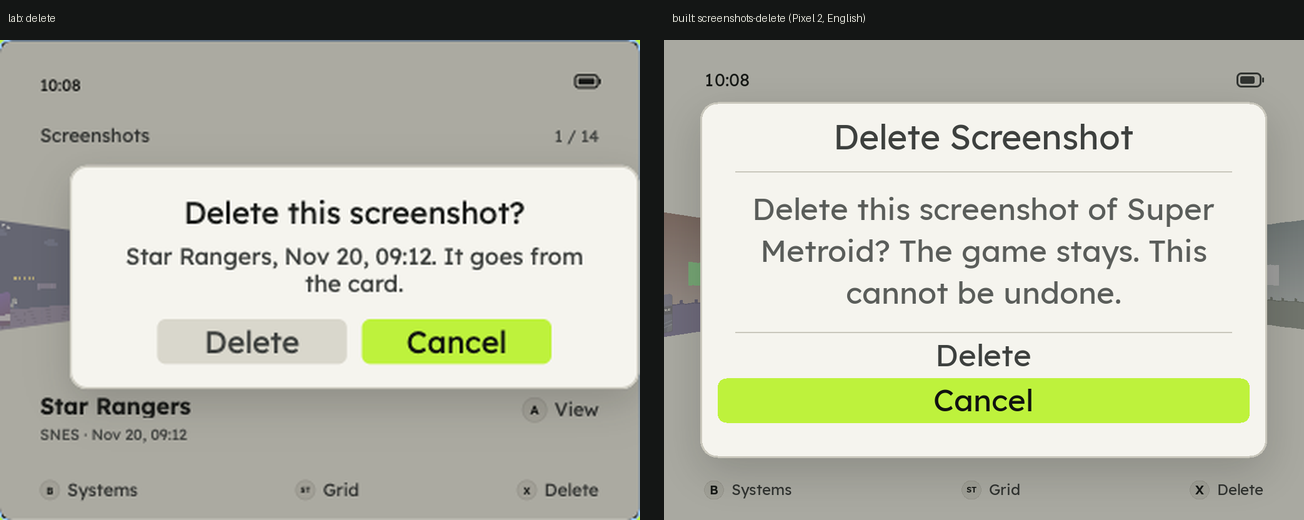 lab: delete
10:08
Screenshots
1 / 14
Delete this screenshot?
Star Rangers, Nov 20, 09:12. It goes from
the card.
Delete
Cancel
Star Rangers
A View
SNES · Nov 20, 09:12
B Systems
ST Grid
X Delete
built: screenshots-delete (Pixel 2, English)
10:08
Delete Screenshot
Delete this screenshot of Super
Metroid? The game stays. This
cannot be undone.
Delete
Cancel
B Systems
ST Grid
X Delete